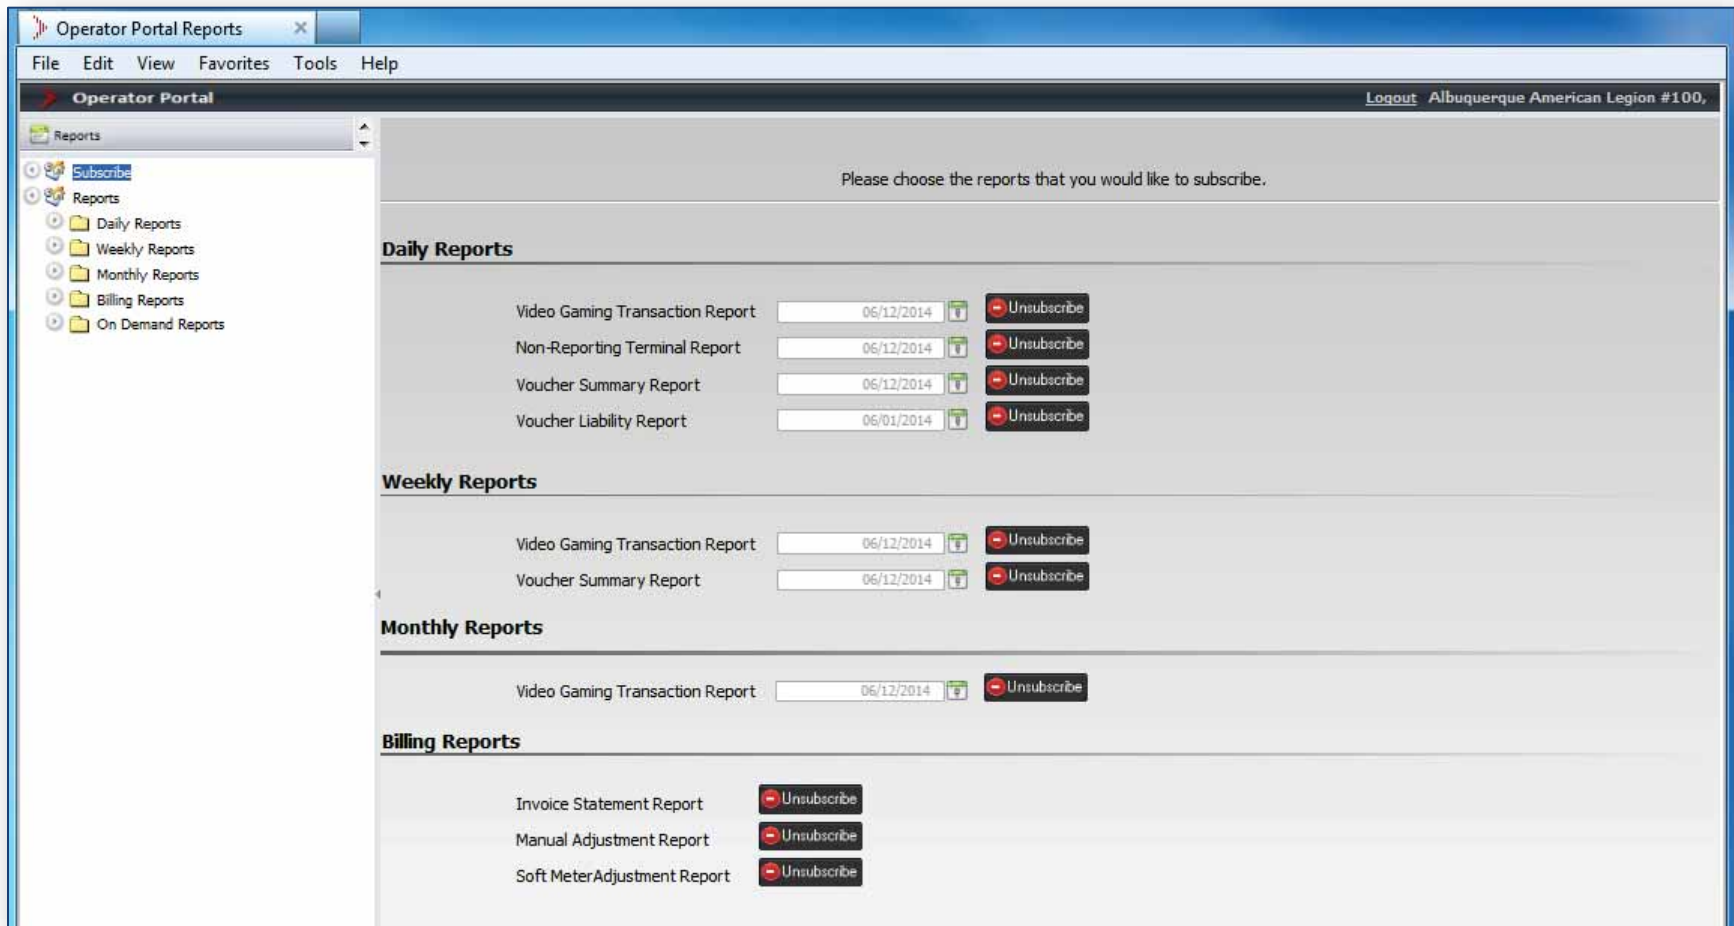 Operator Portal Reports
File Edit View Favorites Tools Help
Operator Portal
Logout Albuquerque American Legion #100,
Reports
Subscribe
Reports
Daily Reports
Weekly Reports
Monthly Reports
Billing Reports
On Demand Reports
Please choose the reports that you would like to subscribe.
Daily Reports
Video Gaming Transaction Report 06/12/2014 Unsubscribe
Non-Reporting Terminal Report 06/12/2014 Unsubscribe
Voucher Summary Report 06/12/2014 Unsubscribe
Voucher Liability Report 06/01/2014 Unsubscribe
Weekly Reports
Video Gaming Transaction Report 06/12/2014 Unsubscribe
Voucher Summary Report 06/12/2014 Unsubscribe
Monthly Reports
Video Gaming Transaction Report 06/12/2014 Unsubscribe
Billing Reports
Invoice Statement Report Unsubscribe
Manual Adjustment Report Unsubscribe
Soft MeterAdjustment Report Unsubscribe